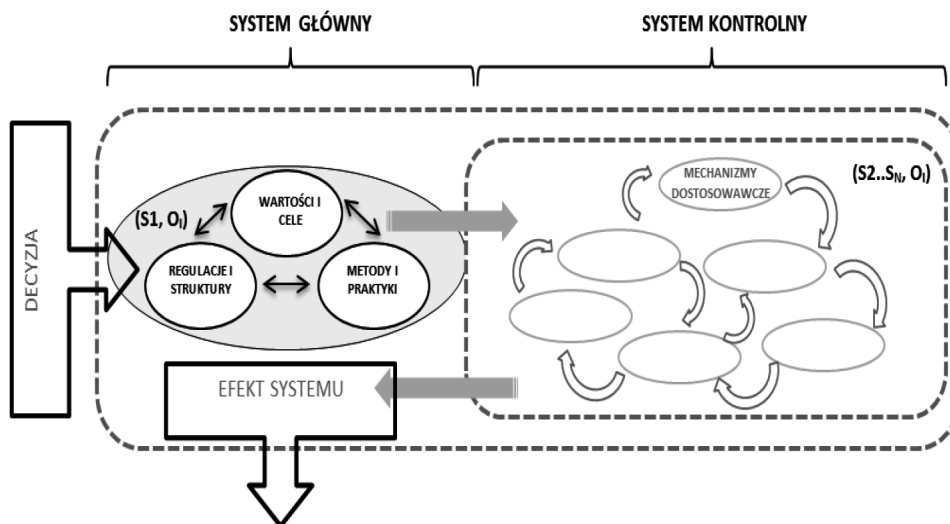 SYSTEM GŁÓWNY
SYSTEM KONTROLNY
DECYZJA
(S1, Oᵢ)
WARTOŚCI I
CELE
REGULACJE I
STRUKTURY
METODY I
PRAKTYKI
MECHANIZMY
DOSTOSOWAWCZE
(S2..Sɴ, Oᵢ)
EFEKT SYSTEMU